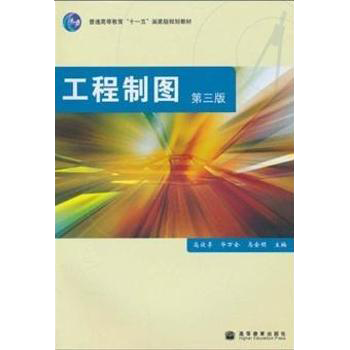 普通高等教育“十一五”国家级规划教材
工程制图 第三版
主编
高等教育出版社
Higher Education Press